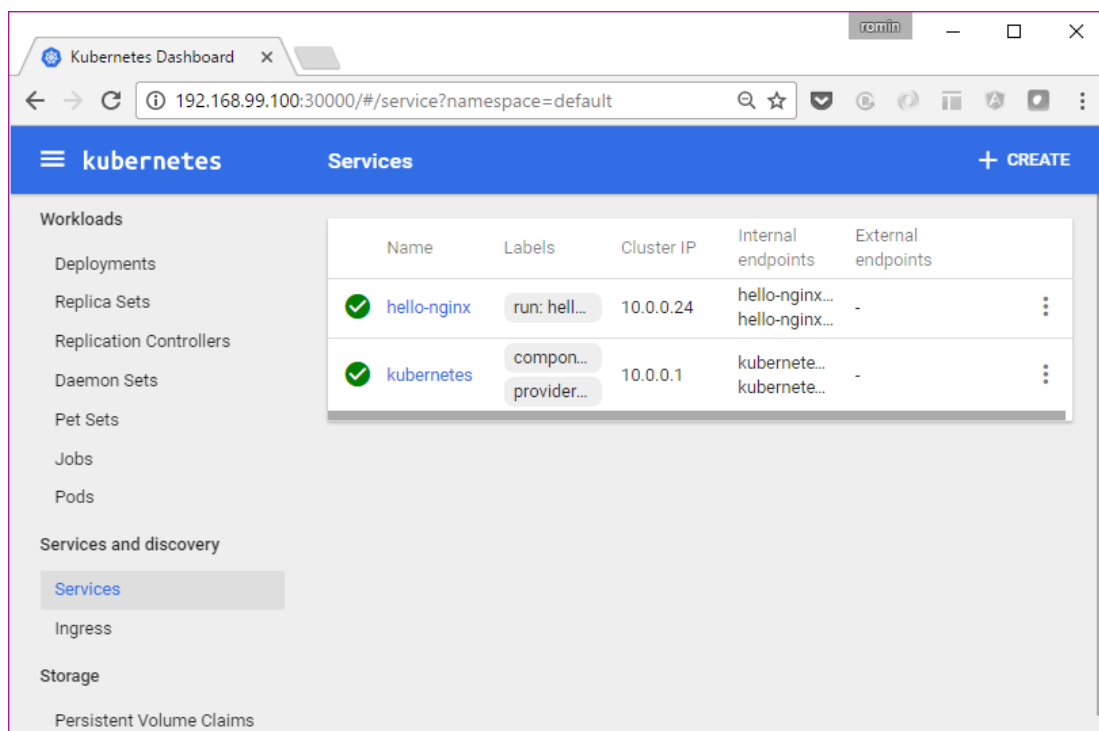 romin
Kubernetes Dashboard
192.168.99.100:30000/#/service?namespace=default
kubernetes
Services
+ CREATE
Workloads
Deployments
Replica Sets
Replication Controllers
Daemon Sets
Pet Sets
Jobs
Pods
Services and discovery
Services
Ingress
Storage
Persistent Volume Claims
Name Labels Cluster IP Internal endpoints External endpoints
hello-nginx run: hell... 10.0.0.24 hello-nginx... -
hello-nginx...
kubernetes compon... 10.0.0.1 kubernete... -
provider... kubernete...